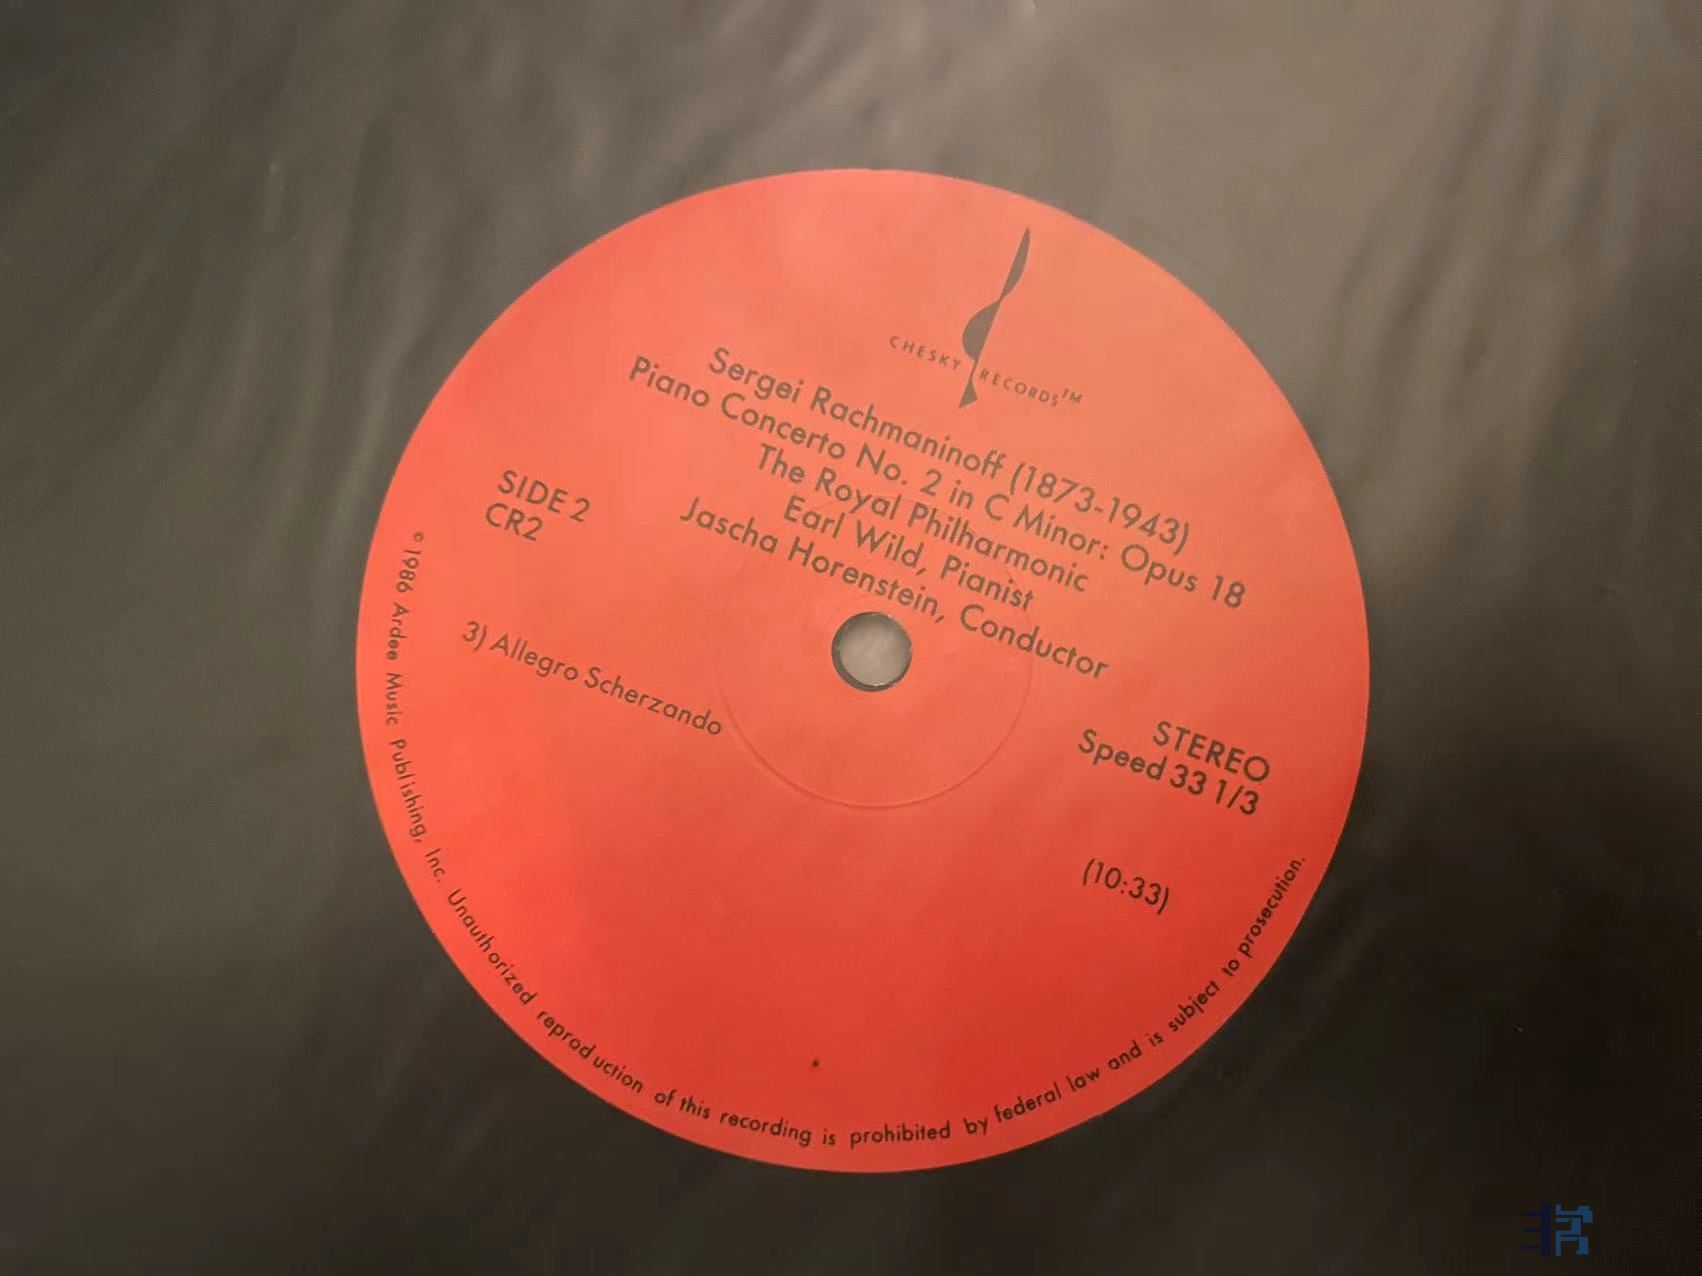 CHESKY RECORDS™
Sergei Rachmaninoff (1873-1943)
Piano Concerto No. 2 in C Minor: Opus 18
The Royal Philharmonic
Earl Wild, Pianist
Jascha Horenstein, Conductor
SIDE 2
CR2
STEREO
Speed 33 1/3
3) Allegro Scherzando
(10:33)
© 1986 Ardee Music Publishing, Inc. Unauthorized reproduction of this recording is prohibited by federal law and is subject to prosecution.